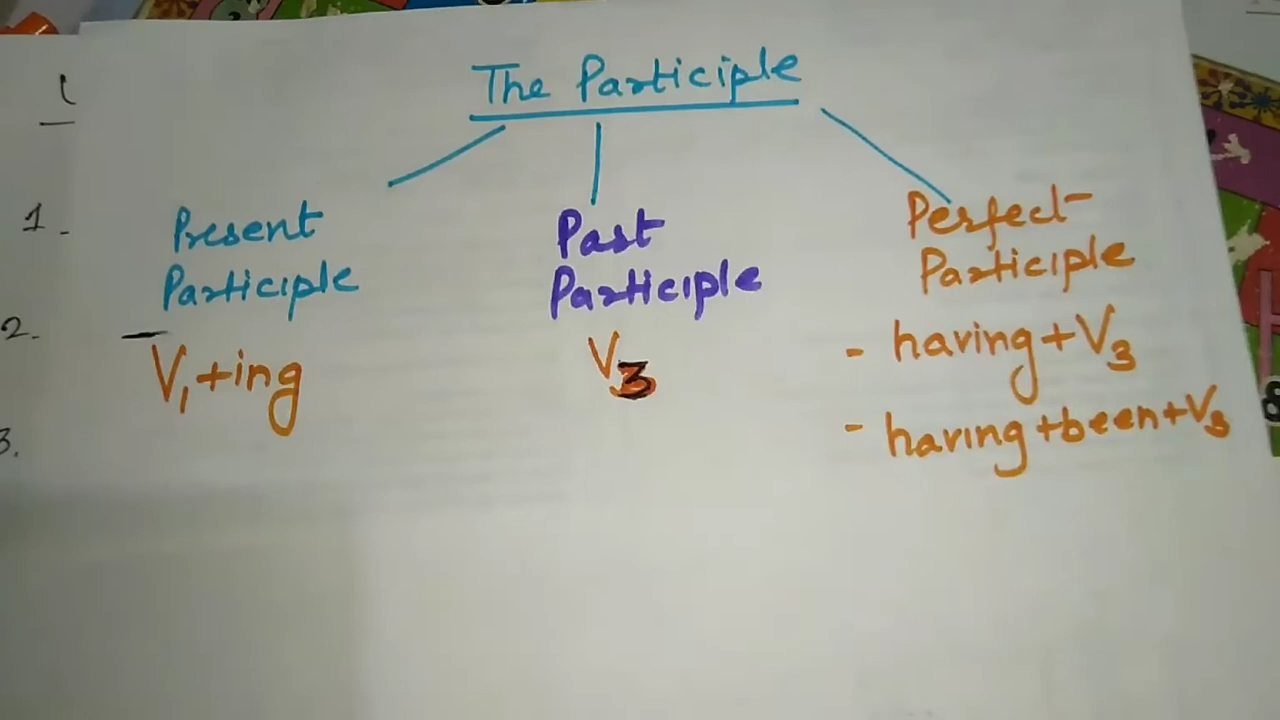 The Participle
1.
Present
Participle
V1+ing
Past
Participle
V3
Perfect
Participle
- having+V3
- having+been+V3
2.
3.
8